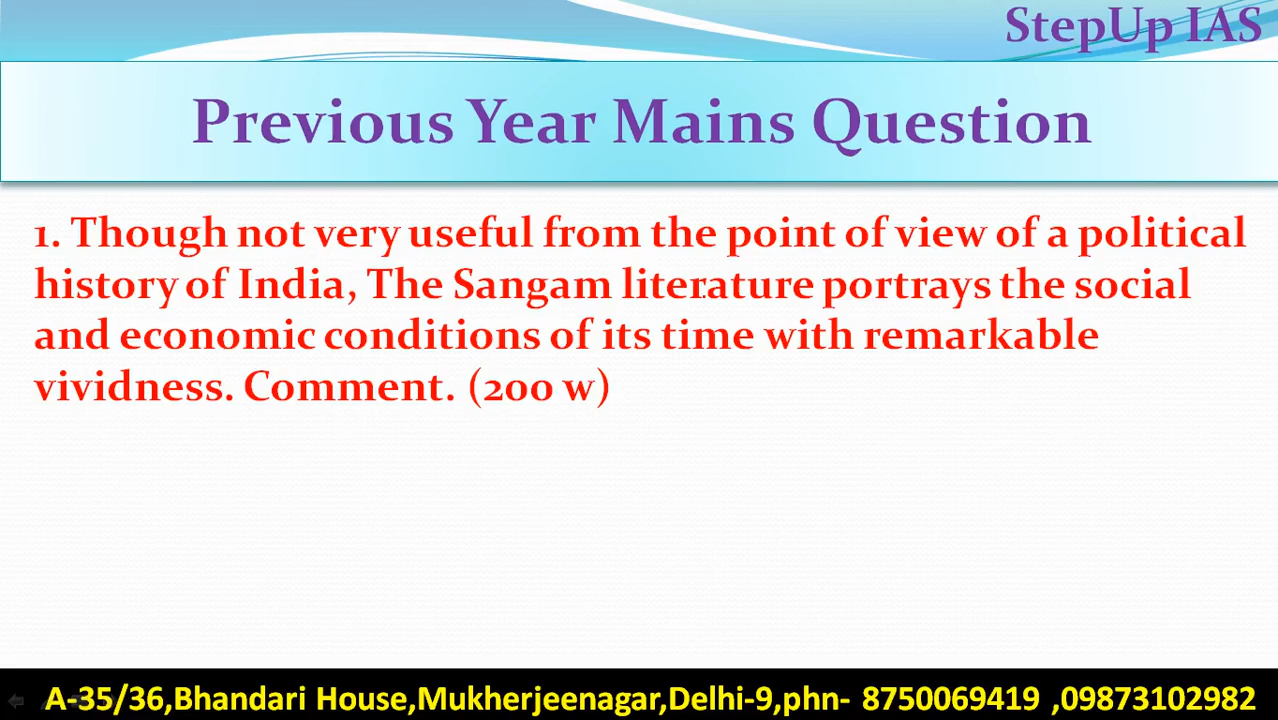 StepUp IAS
Previous Year Mains Question
1. Though not very useful from the point of view of a political
history of India, The Sangam literature portrays the social
and economic conditions of its time with remarkable
vividness. Comment. (200 w)
A-35/36,Bhandari House,Mukherjeenagar,Delhi-9,phn- 8750069419 ,09873102982